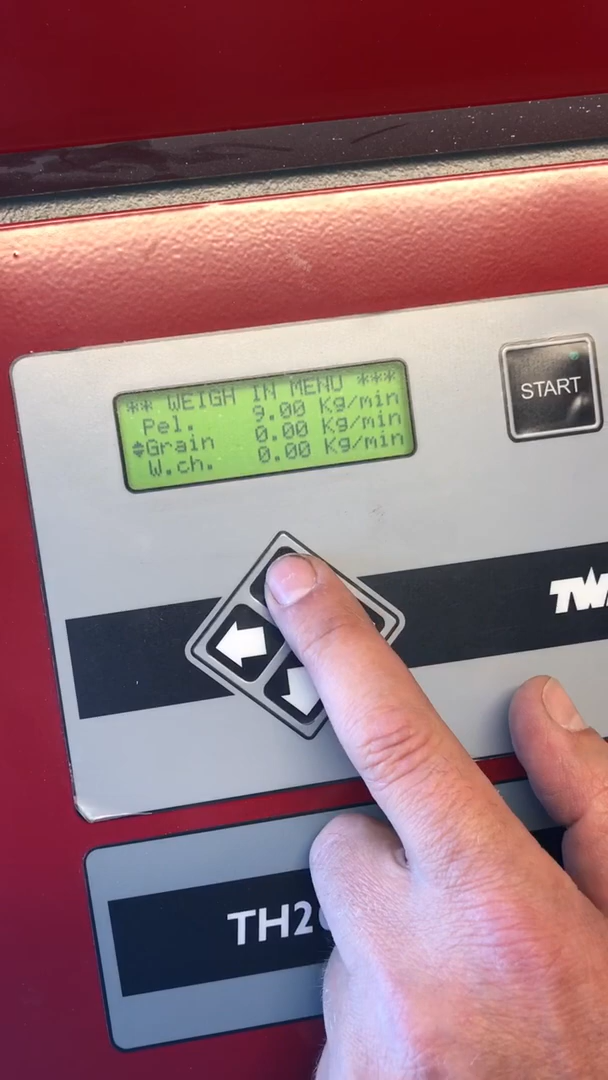 ** WEIGH IN MENU ***
Pel. 9.00 Kg/min
Grain 0.00 Kg/min
W.ch. 0.00 Kg/min
START